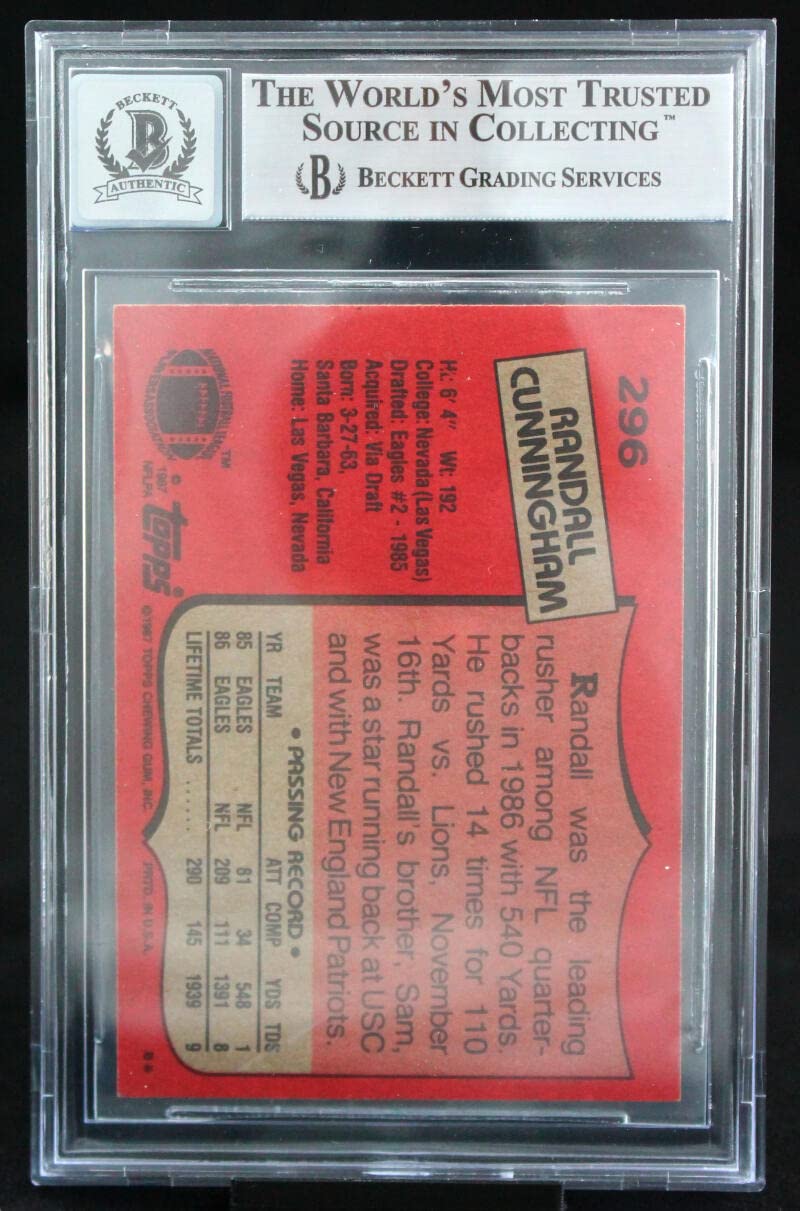 BECKETT
B
AUTHENTIC
THE WORLD'S MOST TRUSTED
SOURCE IN COLLECTING™
B BECKETT GRADING SERVICES
296
RANDALL
CUNNINGHAM
Ht.: 6' 4" Wt: 192
College: Nevada (Las Vegas)
Drafted: Eagles #2 - 1985
Acquired: Via Draft
Born: 3-27-63,
Santa Barbara, California
Home: Las Vegas, Nevada
TM
© 1987
NFLPA
topps
©1987 TOPPS CHEWING GUM, INC.
PRTD. IN U.S.A.
Randall was the leading
rusher among NFL quarter-
backs in 1986 with 540 Yards.
He rushed 14 times for 110
Yards vs. Lions, November
16th. Randall's brother, Sam,
was a star running back at USC
and with New England Patriots.
• PASSING RECORD •
YR TEAM ATT COMP YDS TDS
85 EAGLES NFL 81 34 548 1
86 EAGLES NFL 209 111 1391 8
LIFETIME TOTALS ...... 290 145 1939 9